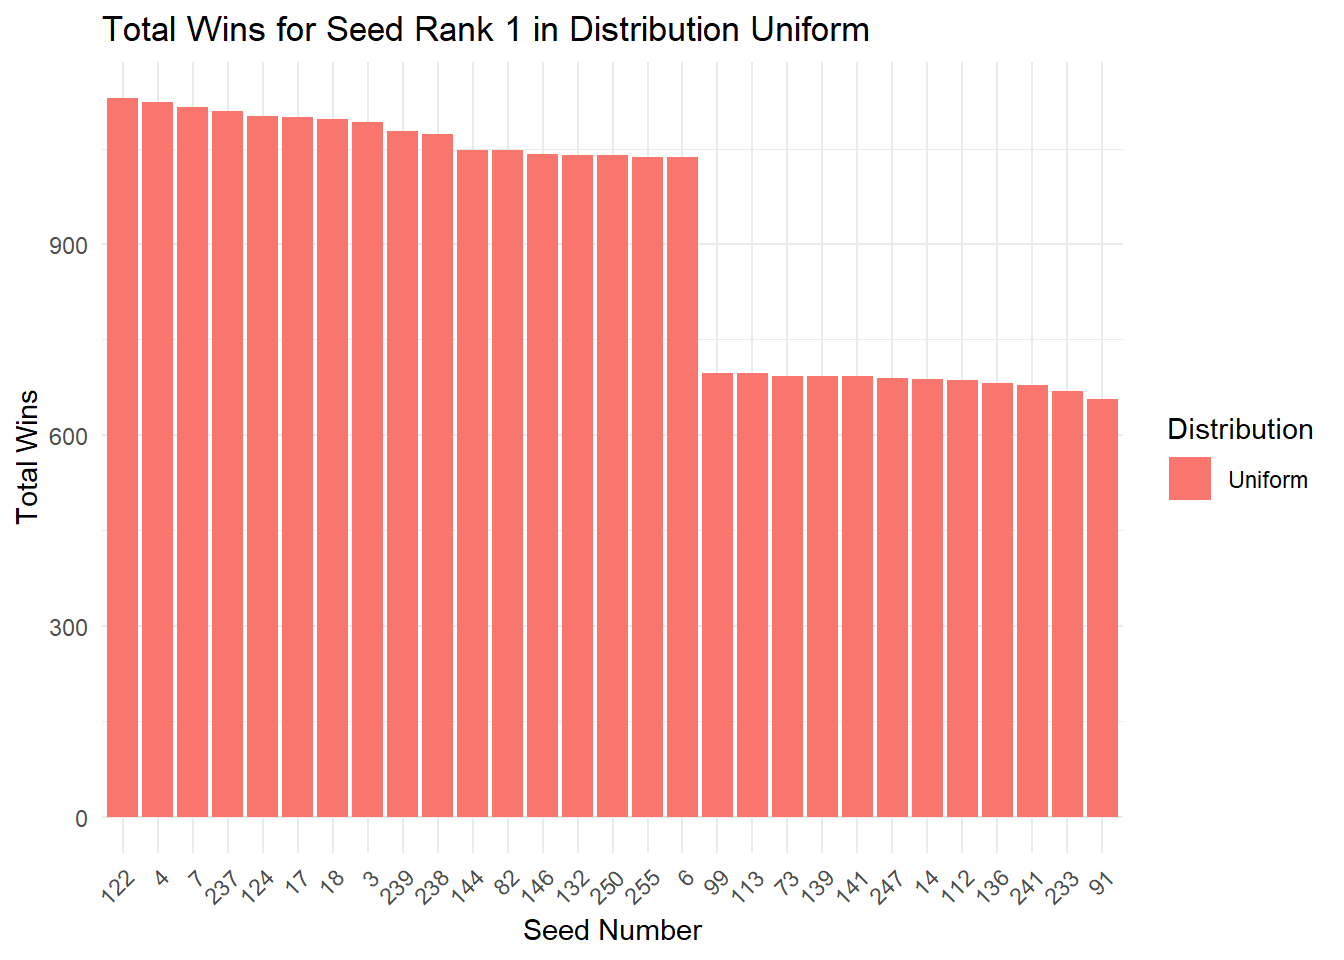 Total Wins for Seed Rank 1 in Distribution Uniform
Total Wins
900
600
300
0
122 4 7 237 124 17 18 3 239 238 144 82 146 132 250 255 6 99 113 73 139 141 247 14 112 136 241 233 91
Seed Number
Distribution
Uniform